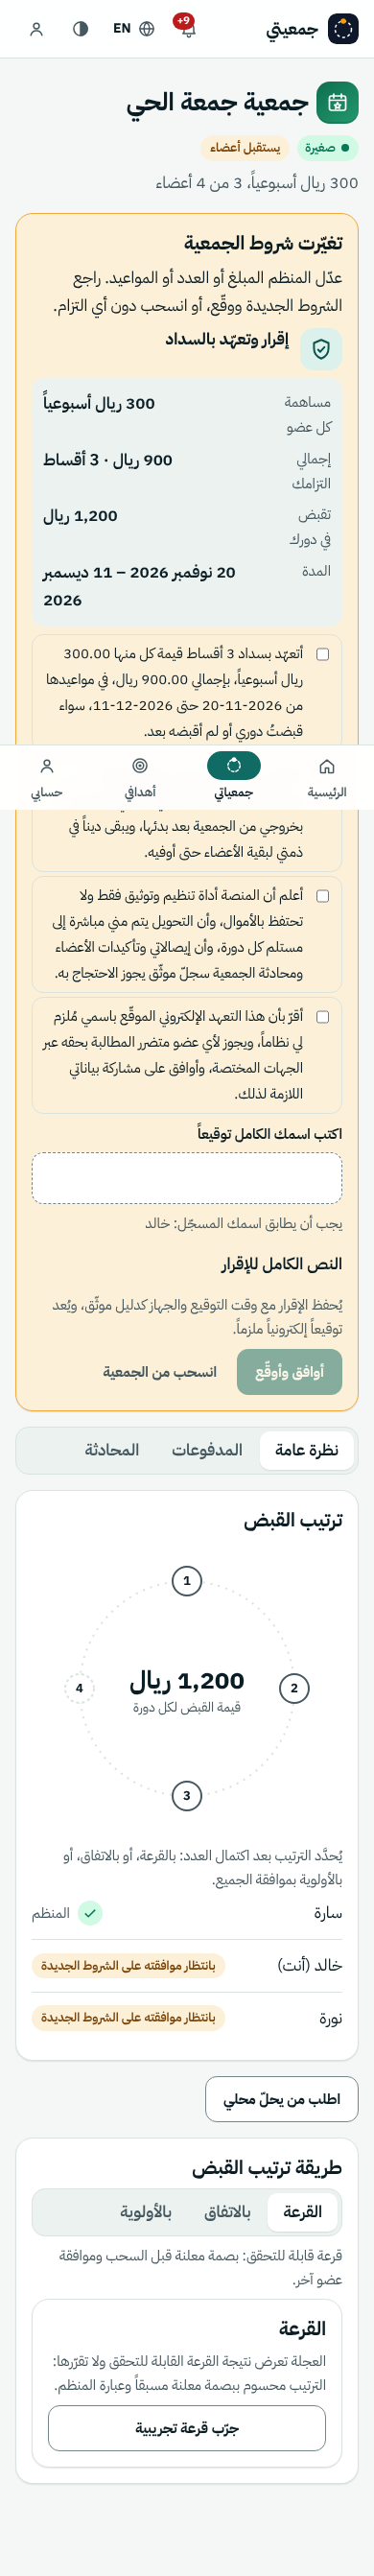 جمعيتي
9+
EN
جمعية جمعة الحي
صغيرة
يستقبل أعضاء
300 ريال أسبوعياً، 3 من 4 أعضاء
تغيّرت شروط الجمعية
عدّل المنظم المبلغ أو العدد أو المواعيد. راجع
الشروط الجديدة ووقّع، أو انسحب دون أي التزام.
إقرار وتعهّد بالسداد
مساهمة
كل عضو
300 ريال أسبوعياً
إجمالي
التزامك
900 ريال · 3 أقساط
تقبض
في دورك
1,200 ريال
المدة
20 نوفمبر 2026 – 11 ديسمبر
2026
أتعهّد بسداد 3 أقساط قيمة كل منها 300.00
ريال أسبوعياً، بإجمالي 900.00 ريال، في مواعيدها
من 2026-11-20 حتى 2026-12-11، سواء
قبضتُ دوري أو لم أقبضه بعد.
الرئيسية
جمعياتي
أهدافي
حسابي
بخروجي من الجمعية بعد بدئها، ويبقى ديناً في
ذمتي لبقية الأعضاء حتى أوفيه.
أعلم أن المنصة أداة تنظيم وتوثيق فقط ولا
تحتفظ بالأموال، وأن التحويل يتم مني مباشرة إلى
مستلم كل دورة، وأن إيصالاتي وتأكيدات الأعضاء
ومحادثة الجمعية سجلّ موثّق يجوز الاحتجاج به.
أقرّ بأن هذا التعهد الإلكتروني الموقّع باسمي مُلزم
لي نظاماً، ويجوز لأي عضو متضرر المطالبة بحقه عبر
الجهات المختصة، وأوافق على مشاركة بياناتي
اللازمة لذلك.
اكتب اسمك الكامل توقيعاً
يجب أن يطابق اسمك المسجّل: خالد
النص الكامل للإقرار
يُحفظ الإقرار مع وقت التوقيع والجهاز كدليل موثّق، ويُعد
توقيعاً إلكترونياً ملزماً.
أوافق وأوقّع
انسحب من الجمعية
نظرة عامة
المدفوعات
المحادثة
ترتيب القبض
1
2
3
4
1,200 ريال
قيمة القبض لكل دورة
يُحدَّد الترتيب بعد اكتمال العدد: بالقرعة، أو بالاتفاق، أو
بالأولوية بموافقة الجميع.
سارة
المنظم
خالد (أنت)
بانتظار موافقته على الشروط الجديدة
نورة
بانتظار موافقته على الشروط الجديدة
اطلب من يحلّ محلي
طريقة ترتيب القبض
القرعة
بالاتفاق
بالأولوية
قرعة قابلة للتحقق: بصمة معلنة قبل السحب وموافقة
عضو آخر.
القرعة
العجلة تعرض نتيجة القرعة القابلة للتحقق ولا تقرّرها:
الترتيب محسوم ببصمة معلنة مسبقاً وعبارة المنظم.
جرّب قرعة تجريبية